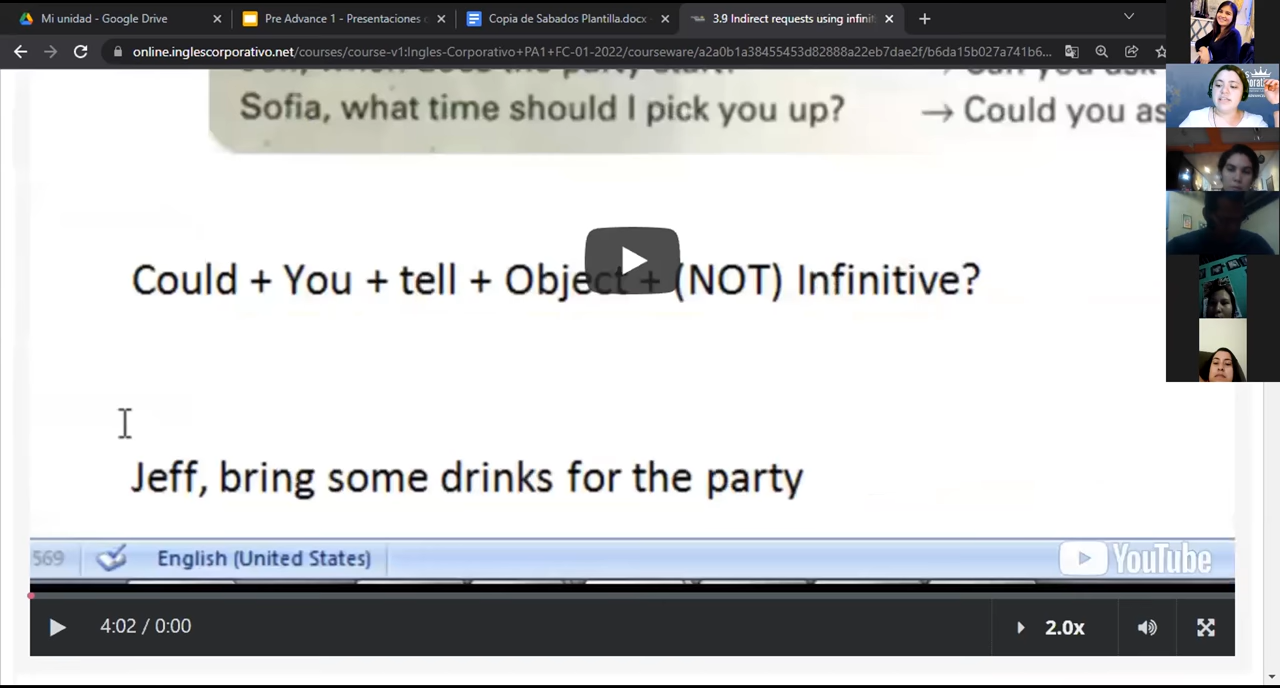 Mi unidad - Google Drive
Pre Advance 1 - Presentaciones
Copia de Sabados Plantilla.docx
3.9 Indirect requests using infinit
online.inglescorporativo.net/courses/course-v1:Ingles-Corporativo+PA1+FC-01-2022/courseware/a2a0b1a38455453d82888a22eb7dae2f/b6da15b027a741b6...
Sofia, what time should I pick you up? → Could you as
Could + You + tell + Object + (NOT) Infinitive?
Jeff, bring some drinks for the party
569 English (United States)
YouTube
4:02 / 0:00
2.0x